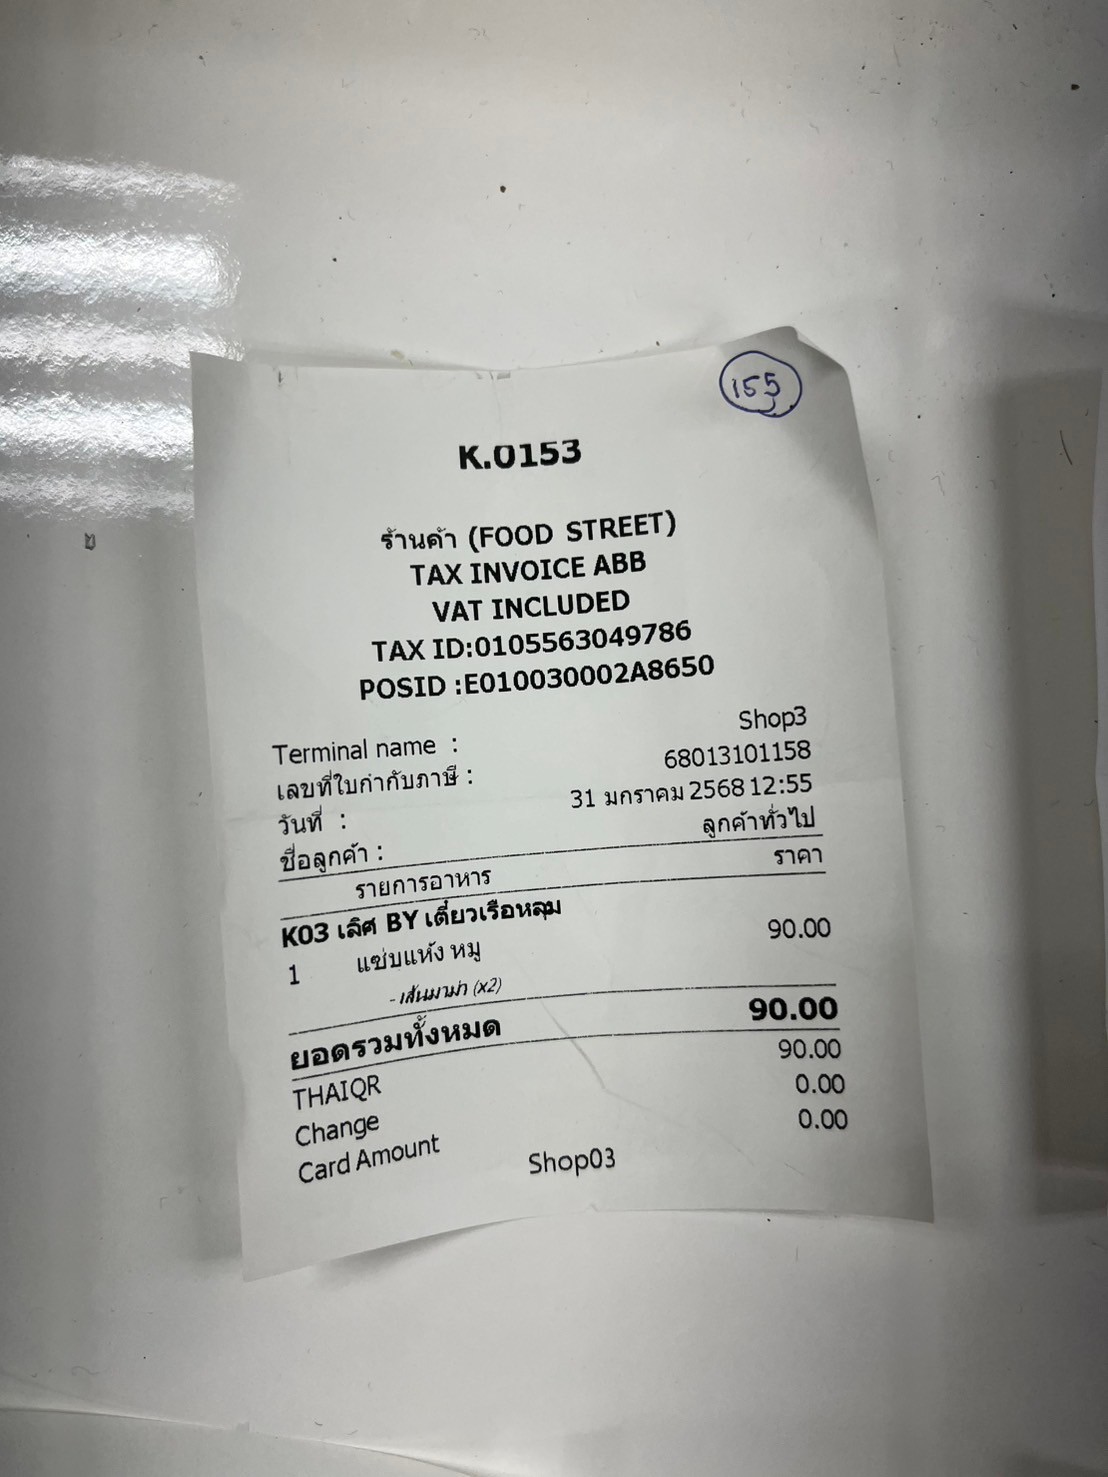 155
K.0153
ร้านค้า (FOOD STREET)
TAX INVOICE ABB
VAT INCLUDED
TAX ID:0105563049786
POSID :E010030002A8650
Terminal name : Shop3
เลขที่ใบกำกับภาษี : 68013101158
วันที่ : 31 มกราคม 2568 12:55
ชื่อลูกค้า : ลูกค้าทั่วไป
รายการอาหาร ราคา
K03 เลิศ BY เตี๋ยวเรือหลุม
1 แซ่บแห้ง หมู 90.00
- เส้นมาม่า (x2)
ยอดรวมทั้งหมด 90.00
THAIQR 90.00
Change 0.00
Card Amount 0.00
Shop03